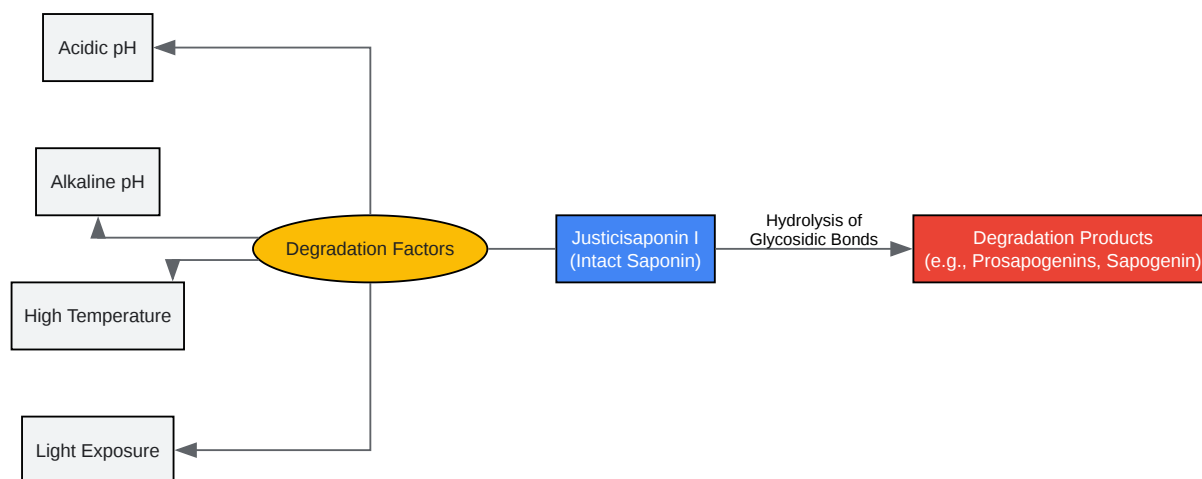 Acidic pH
Alkaline pH
High Temperature
Light Exposure
Degradation Factors
Justicisaponin I
(Intact Saponin)
Hydrolysis of
Glycosidic Bonds
Degradation Products
(e.g., Prosapogenins, Sapogenin)